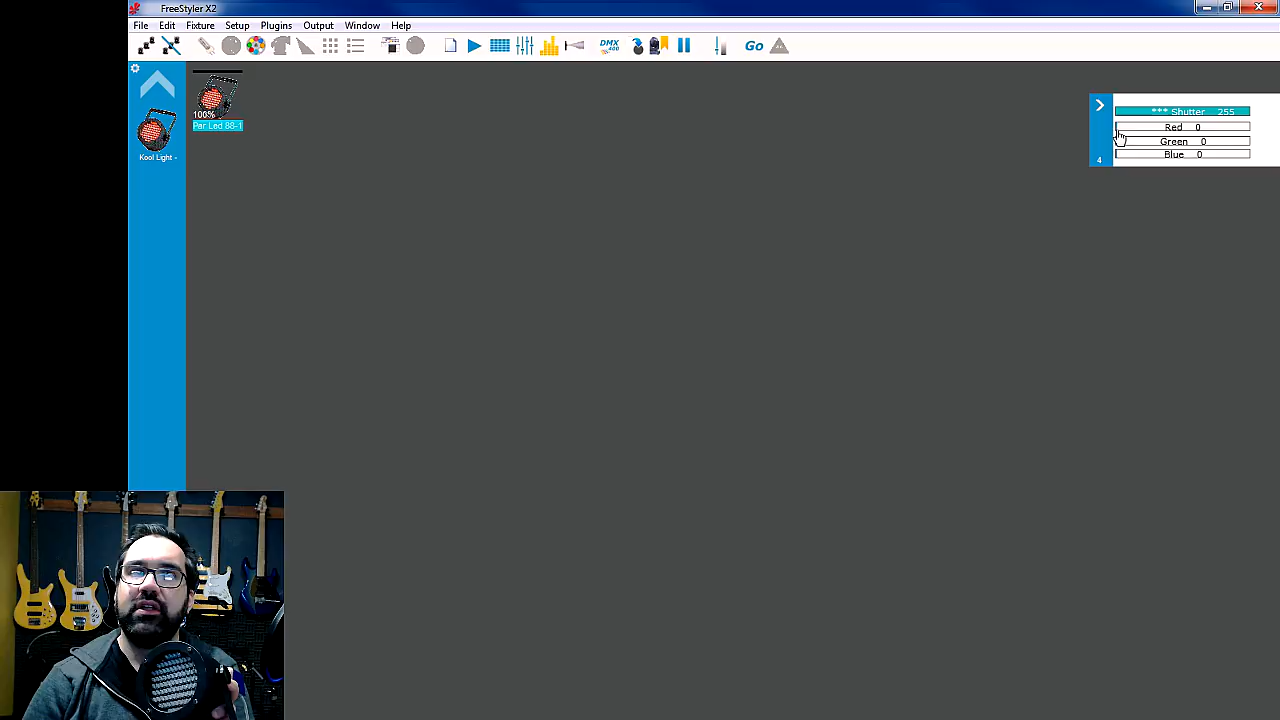 FreeStyler X2
File Edit Fixture Setup Plugins Output Window Help
DMX
Go
100%
Par Led 88-1
Kool Light -
*** Shutter 255
Red 0
Green 0
Blue 0
4